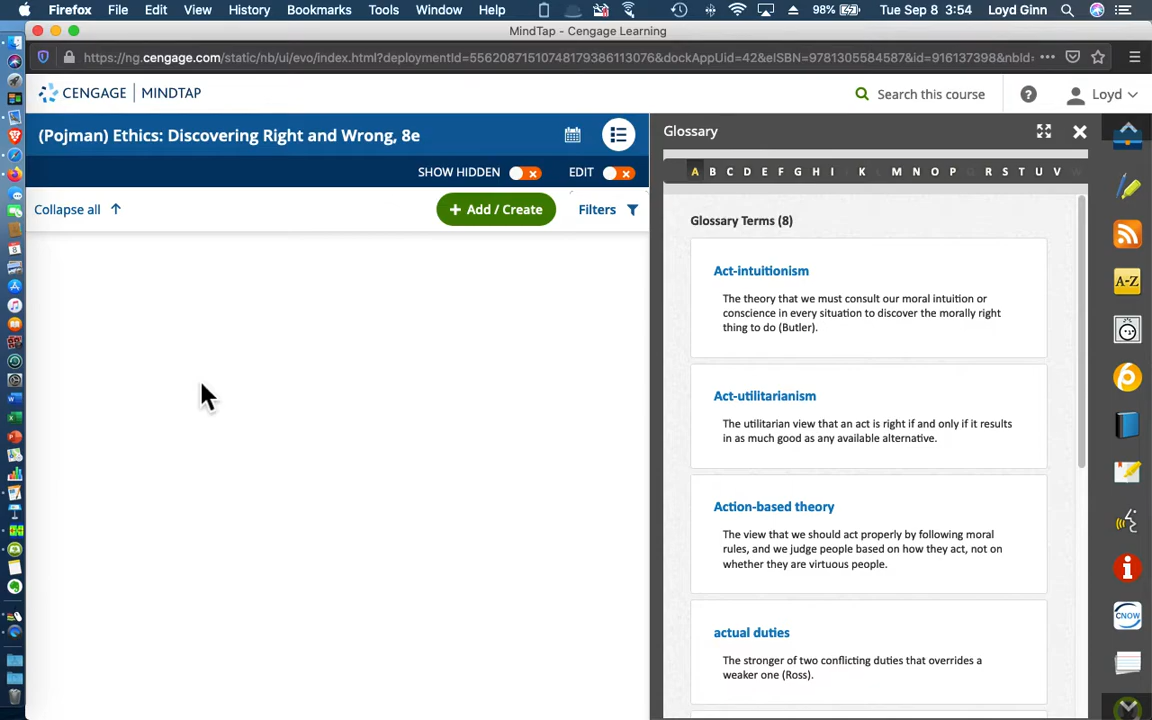 Firefox File Edit View History Bookmarks Tools Window Help 98% Tue Sep 8 3:54 Loyd Ginn
MindTap - Cengage Learning
https://ng.cengage.com/static/nb/ui/evo/index.html?deploymentId=55620871510748179386113076&dockAppUid=42&eISBN=9781305584587&id=916137398&nbId=
CENGAGE | MINDTAP
Search this course
Loyd
(Pojman) Ethics: Discovering Right and Wrong, 8e
Glossary
SHOW HIDDEN
EDIT
A B C D E F G H I K M N O P R S T U V
Collapse all
+ Add / Create
Filters
Glossary Terms (8)
Act-intuitionism
The theory that we must consult our moral intuition or
conscience in every situation to discover the morally right
thing to do (Butler).
A-Z
Act-utilitarianism
The utilitarian view that an act is right if and only if it results
in as much good as any available alternative.
Action-based theory
The view that we should act properly by following moral
rules, and we judge people based on how they act, not on
whether they are virtuous people.
CNOW
actual duties
The stronger of two conflicting duties that overrides a
weaker one (Ross).